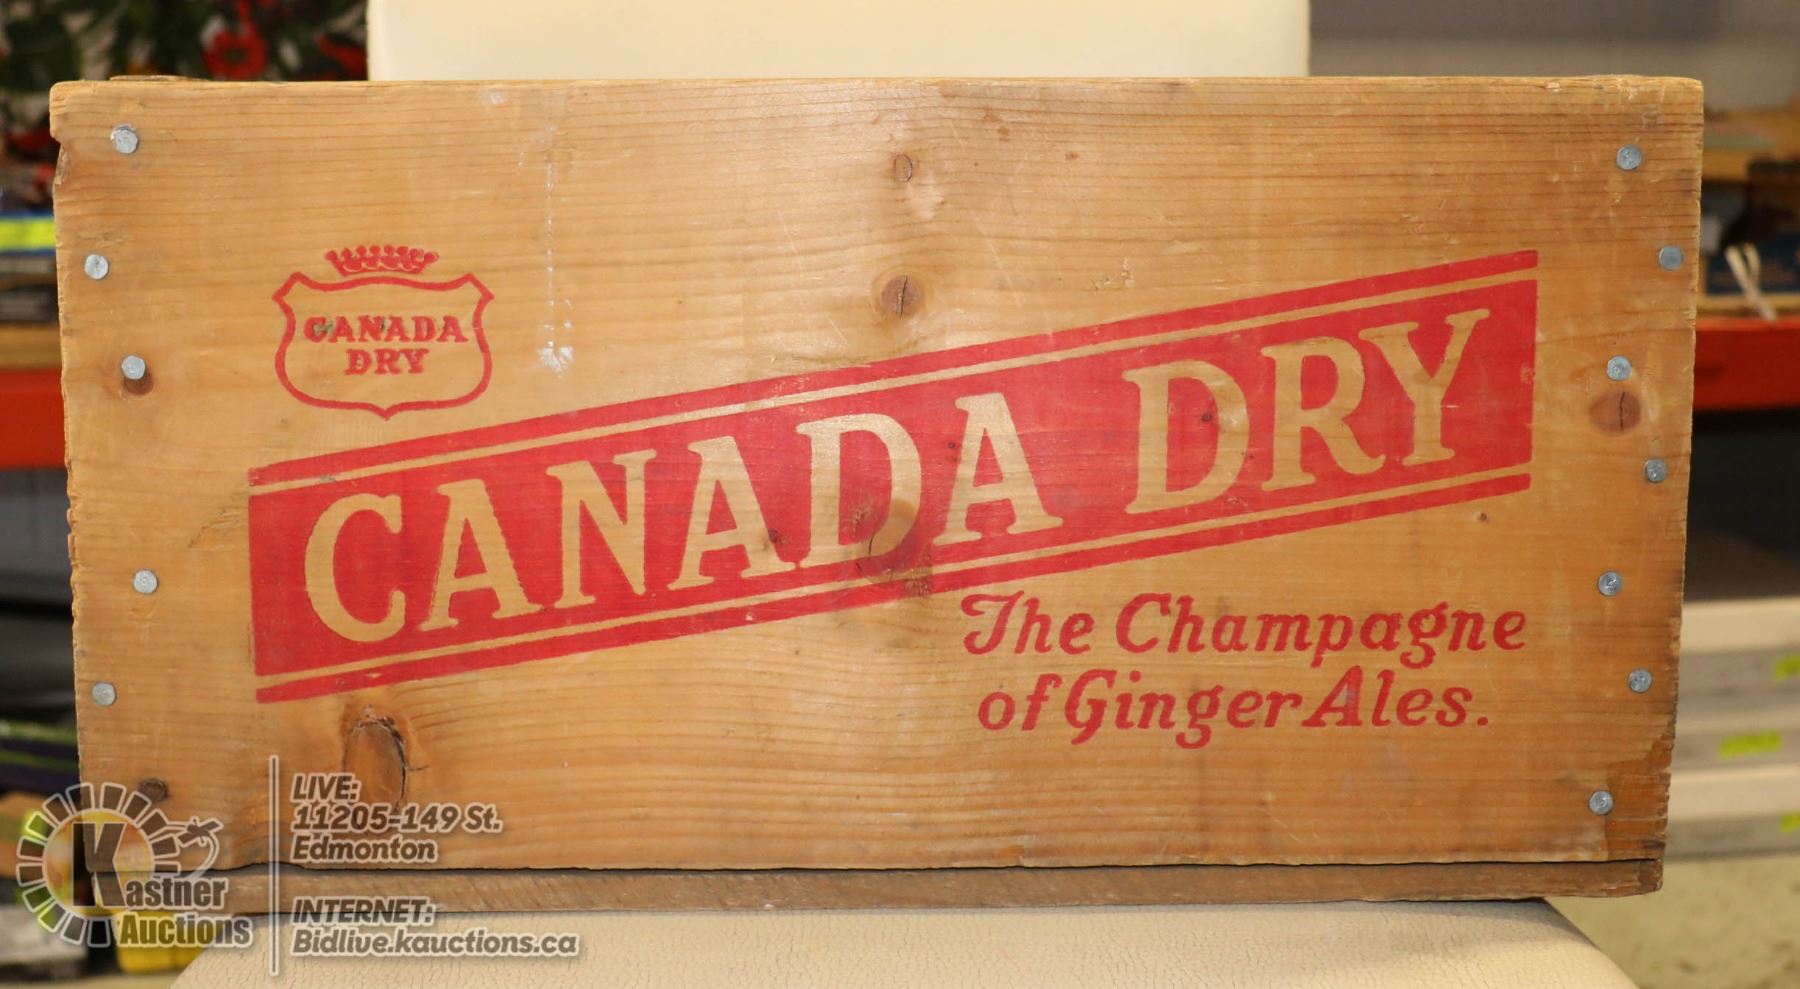 CANADA
DRY
CANADA DRY
The Champagne
of Ginger Ales.
LIVE:
11205-149 St.
Edmonton
Kastner
Auctions
INTERNET:
Bidlive.kauctions.ca